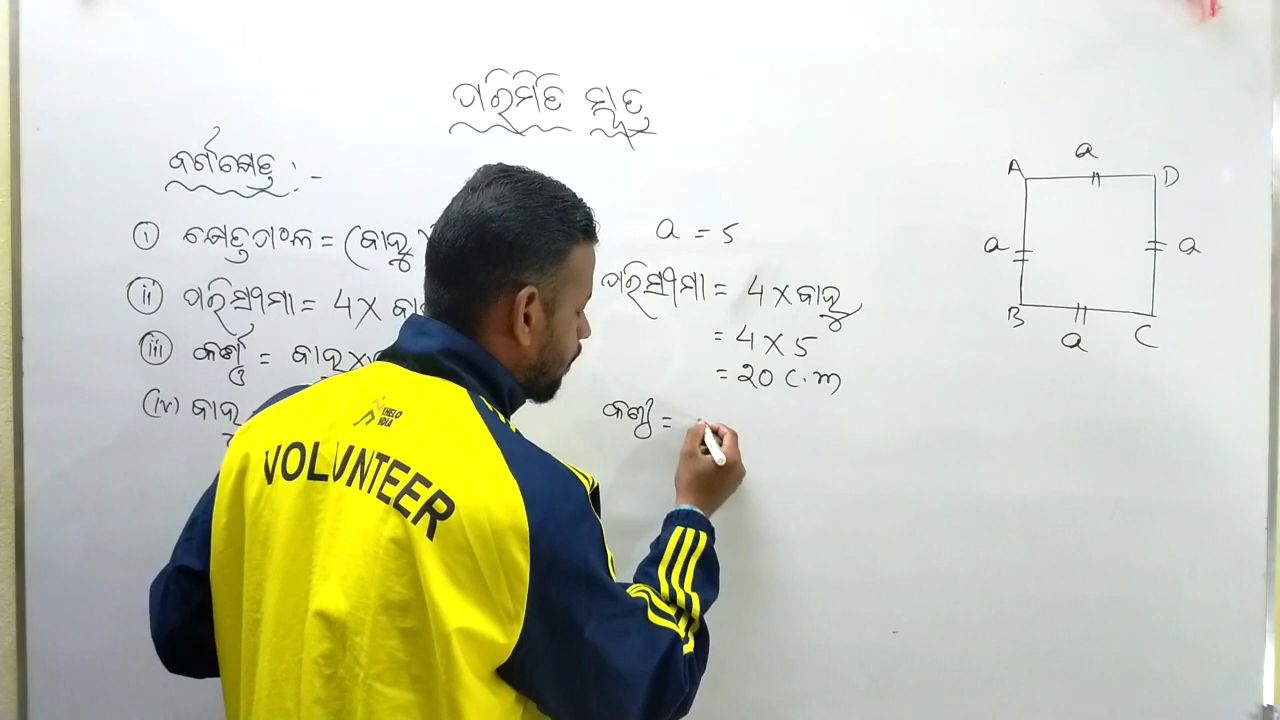 ପରିମିତି ସୂତ୍ର
ବର୍ଗକ୍ଷେତ୍ର :-
(i) କ୍ଷେତ୍ରଫଳ = (ବାହୁ)
(ii) ପରିସୀମା = 4 X
(iii) କର୍ଣ୍ଣ = ବାହୁ X
(iv) ବାହୁ
a = 5
ପରିସୀମା = 4 X ବାହୁ
= 4 X 5
= 20 c.m
କର୍ଣ୍ଣ =
A a D
a a
B a C
KHELO
INDIA
VOLUNTEER